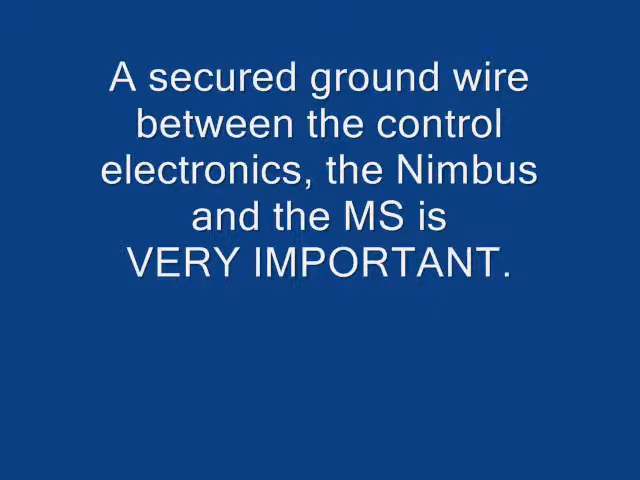 A secured ground wire
between the control
electronics, the Nimbus
and the MS is
VERY IMPORTANT.